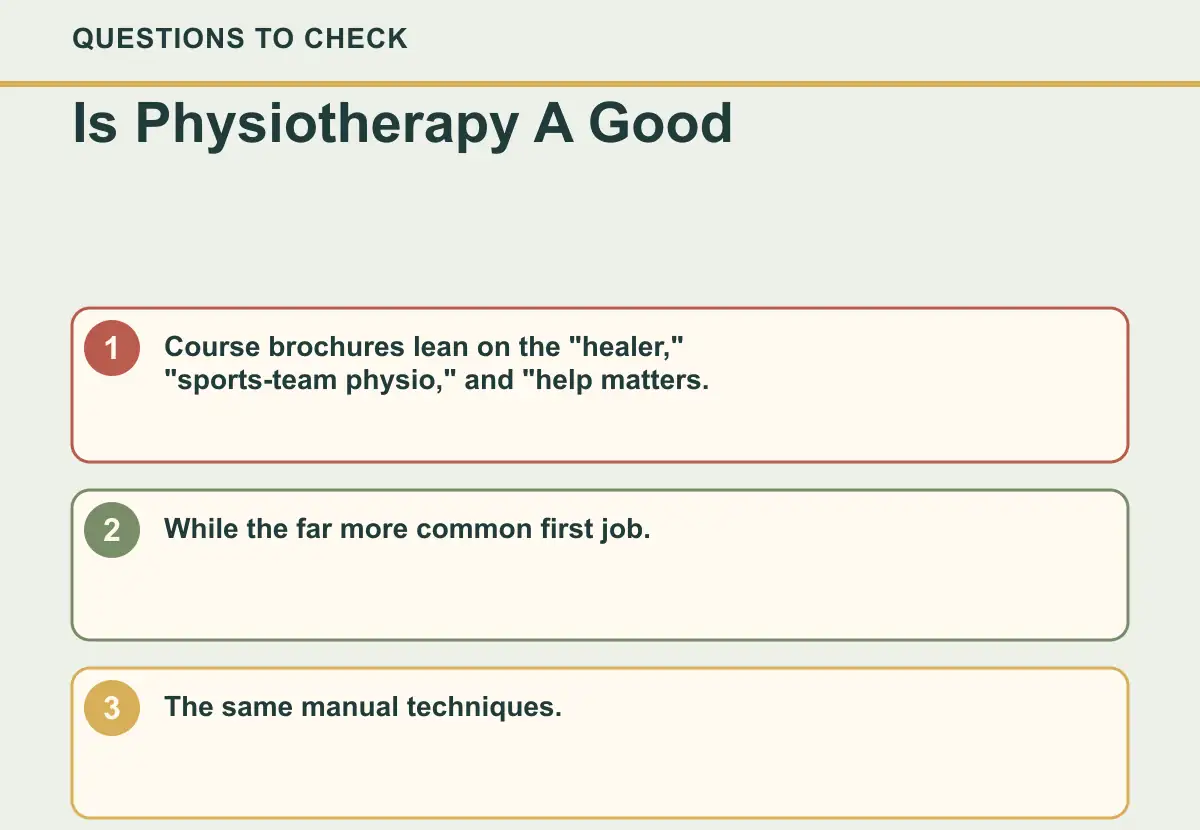 QUESTIONS TO CHECK
Is Physiotherapy A Good
1
Course brochures lean on the "healer,"
"sports-team physio," and "help matters.
2
While the far more common first job.
3
The same manual techniques.